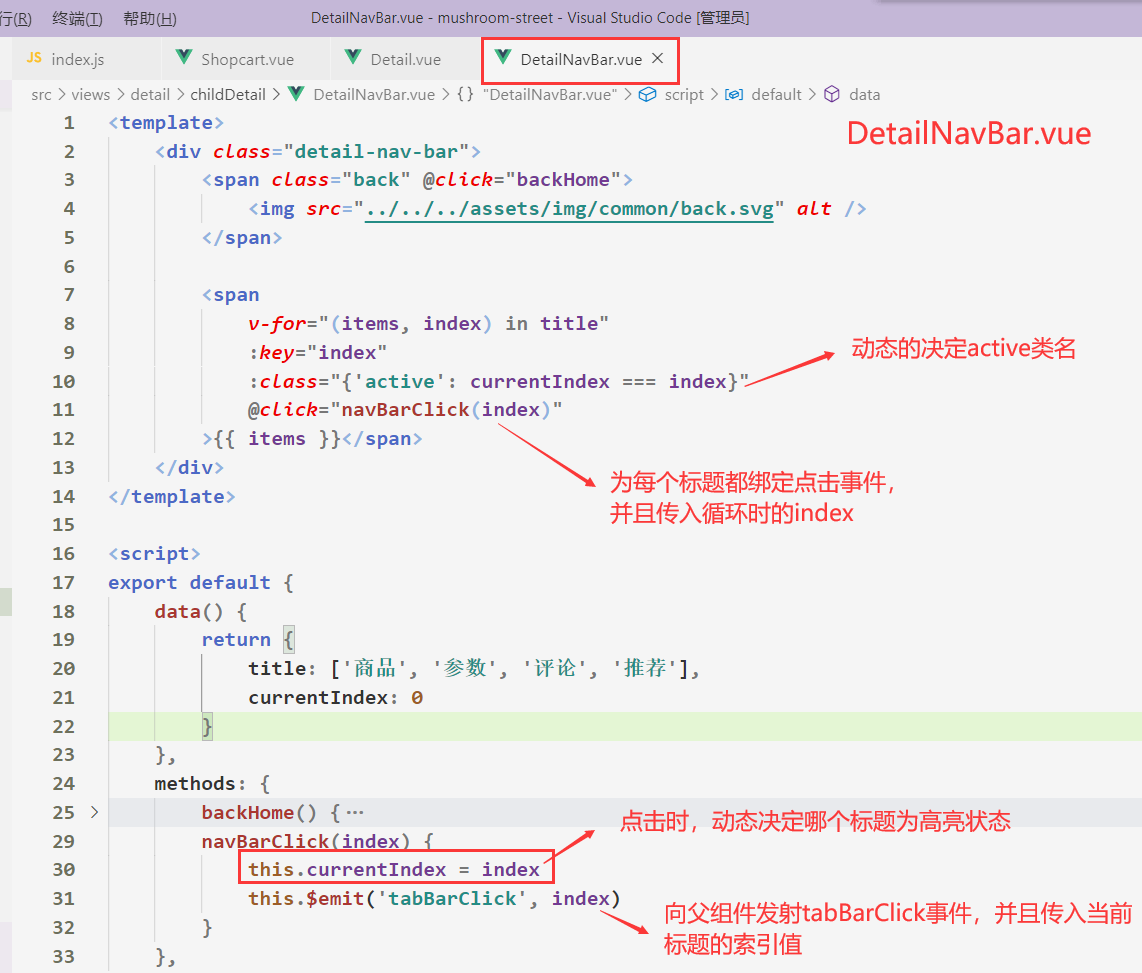 行(R) 终端(T) 帮助(H) DetailNavBar.vue - mushroom-street - Visual Studio Code [管理员]
JS index.js Shopcart.vue Detail.vue DetailNavBar.vue ×
src > views > detail > childDetail > DetailNavBar.vue > {} "DetailNavBar.vue" > script > default > data
DetailNavBar.vue
1 <template>
2 <div class="detail-nav-bar">
3 <span class="back" @click="backHome">
4 <img src="../../../assets/img/common/back.svg" alt />
5 </span>
6
7 <span
8 v-for="(items, index) in title"
9 :key="index"
10 :class="{'active': currentIndex === index}"
动态的决定active类名
11 @click="navBarClick(index)"
12 >{{ items }}</span>
13 </div>
为每个标题都绑定点击事件,
14 </template>
并且传入循环时的index
15
16 <script>
17 export default {
18 data() {
19 return {
20 title: ['商品', '参数', '评论', '推荐'],
21 currentIndex: 0
22 }
23 },
24 methods: {
25 > backHome() { ···
点击时，动态决定哪个标题为高亮状态
29 navBarClick(index) {
30 this.currentIndex = index
31 this.$emit('tabBarClick', index)
向父组件发射tabBarClick事件，并且传入当前
32 }
标题的索引值
33 },